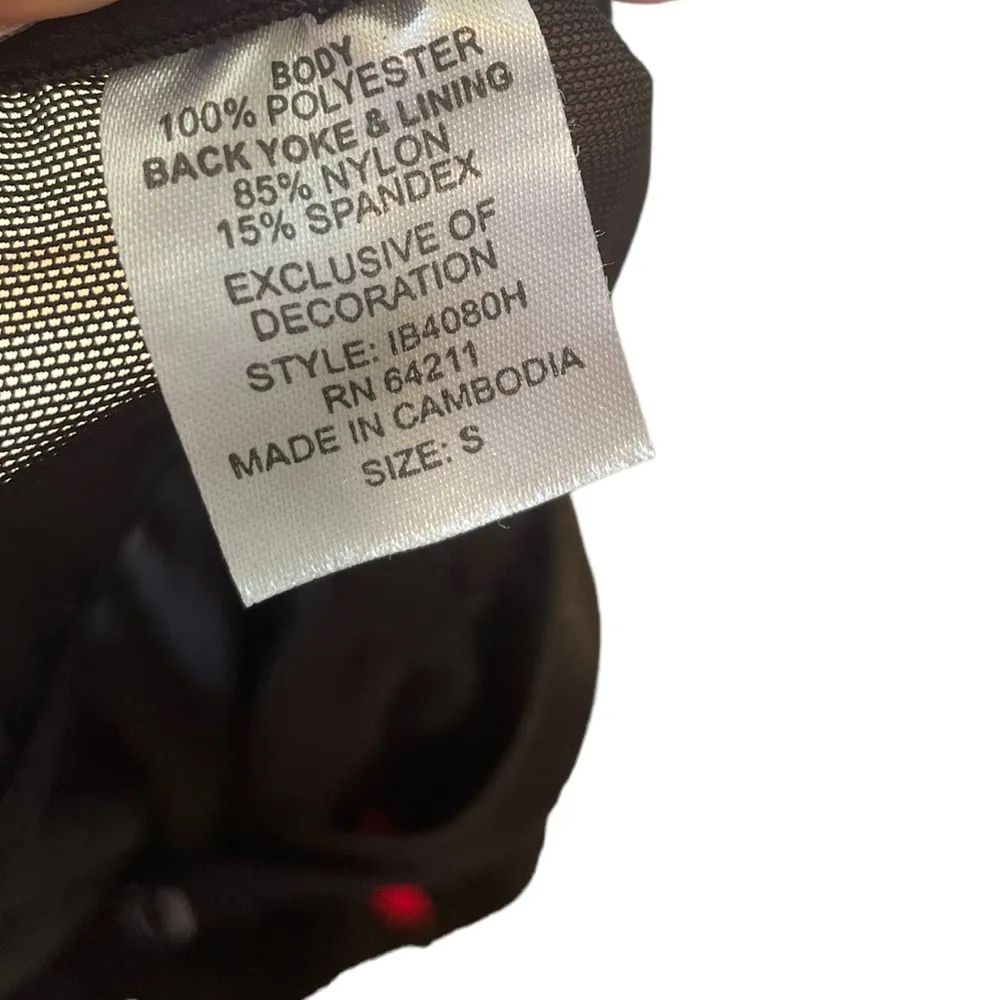 BODY
100% POLYESTER
BACK YOKE & LINING
85% NYLON
15% SPANDEX
EXCLUSIVE OF
DECORATION
STYLE: IB4080H
RN 64211
MADE IN CAMBODIA
SIZE: S